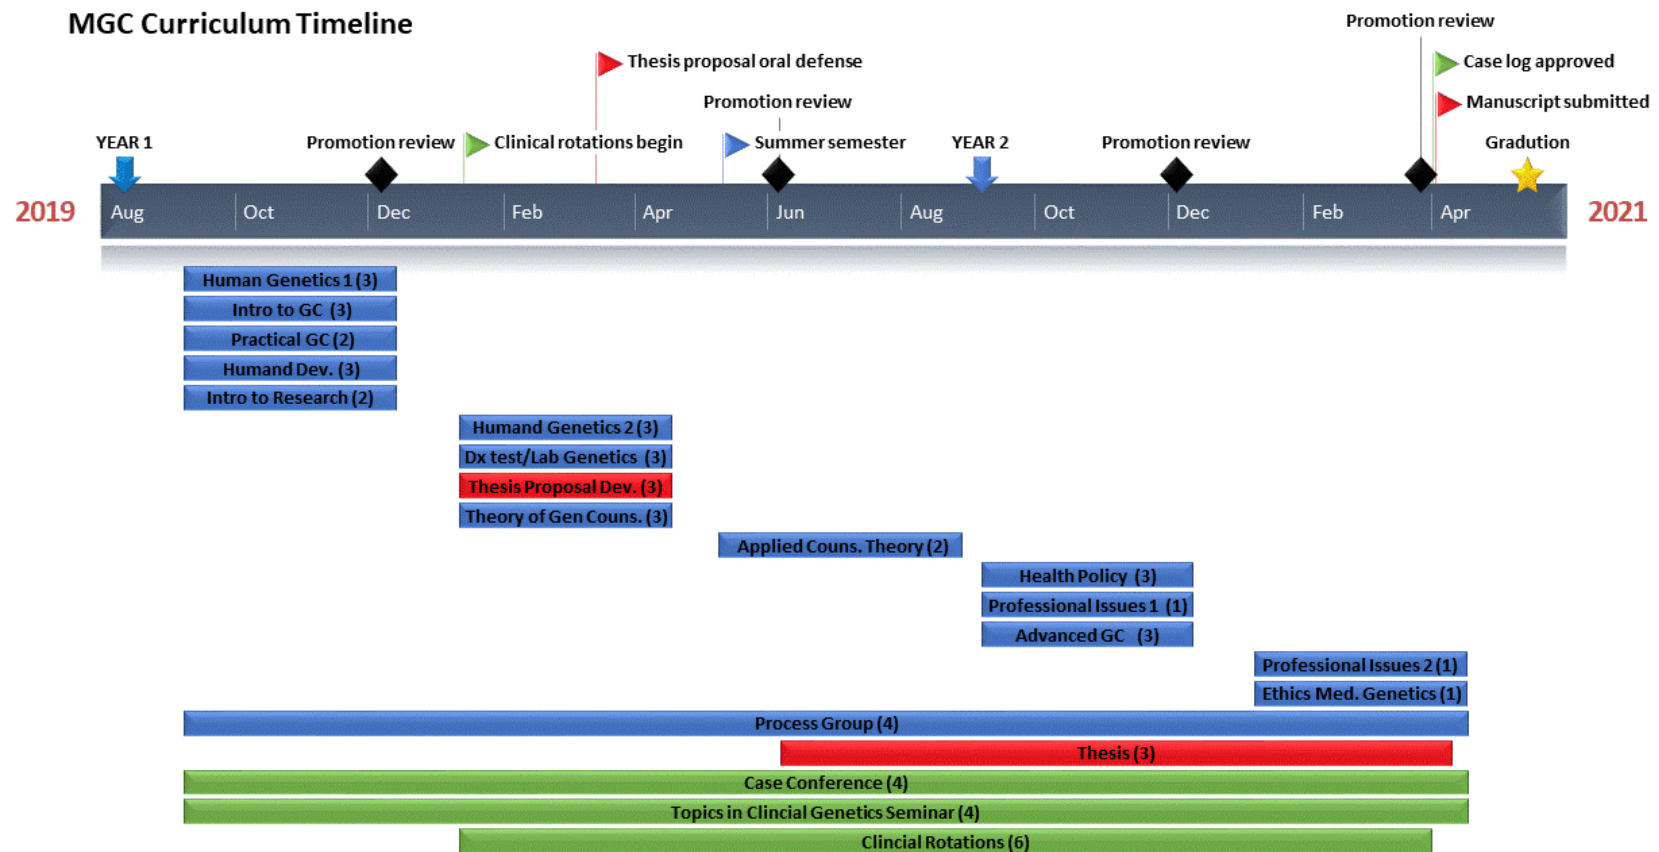 MGC Curriculum Timeline
Promotion review
Thesis proposal oral defense
Case log approved
Promotion review
Manuscript submitted
YEAR 1
Promotion review
Clinical rotations begin
Summer semester
YEAR 2
Promotion review
Gradution
2019
Aug
Oct
Dec
Feb
Apr
Jun
Aug
Oct
Dec
Feb
Apr
2021
Human Genetics 1 (3)
Intro to GC (3)
Practical GC (2)
Humand Dev. (3)
Intro to Research (2)
Humand Genetics 2 (3)
Dx test/Lab Genetics (3)
Thesis Proposal Dev. (3)
Theory of Gen Couns. (3)
Applied Couns. Theory (2)
Health Policy (3)
Professional Issues 1 (1)
Advanced GC (3)
Professional Issues 2 (1)
Ethics Med. Genetics (1)
Process Group (4)
Thesis (3)
Case Conference (4)
Topics in Clincial Genetics Seminar (4)
Clincial Rotations (6)